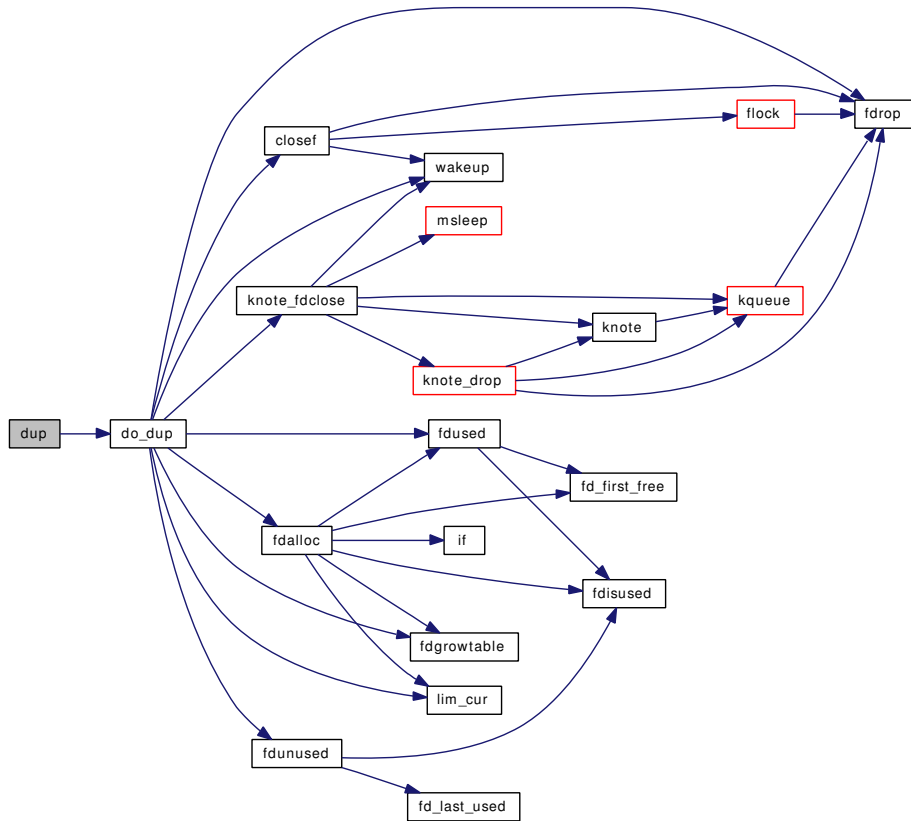 flock
fdrop
closef
wakeup
msleep
knote_fdclose
kqueue
knote
knote_drop
dup
do_dup
fdused
fd_first_free
fdalloc
if
fdisused
fdgrowtable
lim_cur
fdunused
fd_last_used